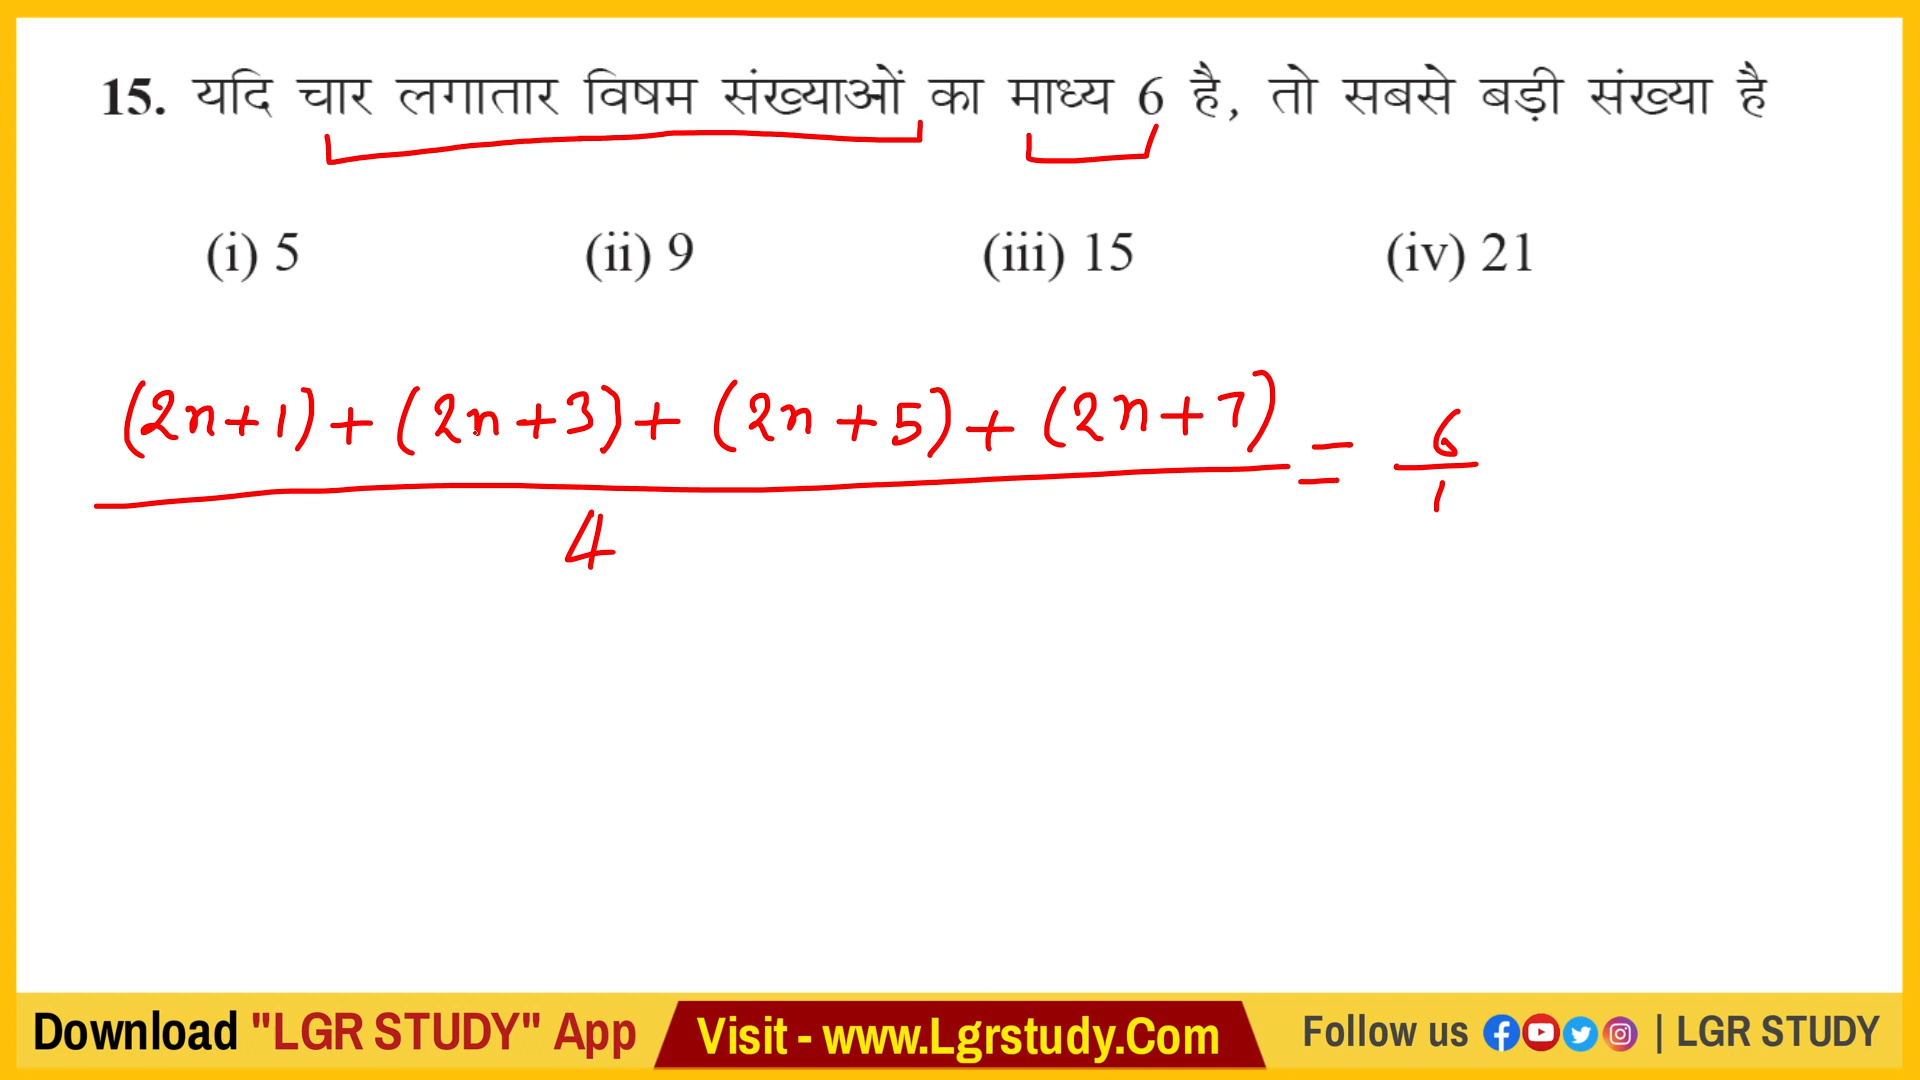 15. यदि चार लगातार विषम संख्याओं का माध्य 6 है, तो सबसे बड़ी संख्या है
(i) 5 (ii) 9 (iii) 15 (iv) 21
(2n+1)+(2n+3)+(2n+5)+(2n+7) = 6
4 1
Download "LGR STUDY" App Visit - www.Lgrstudy.Com Follow us | LGR STUDY